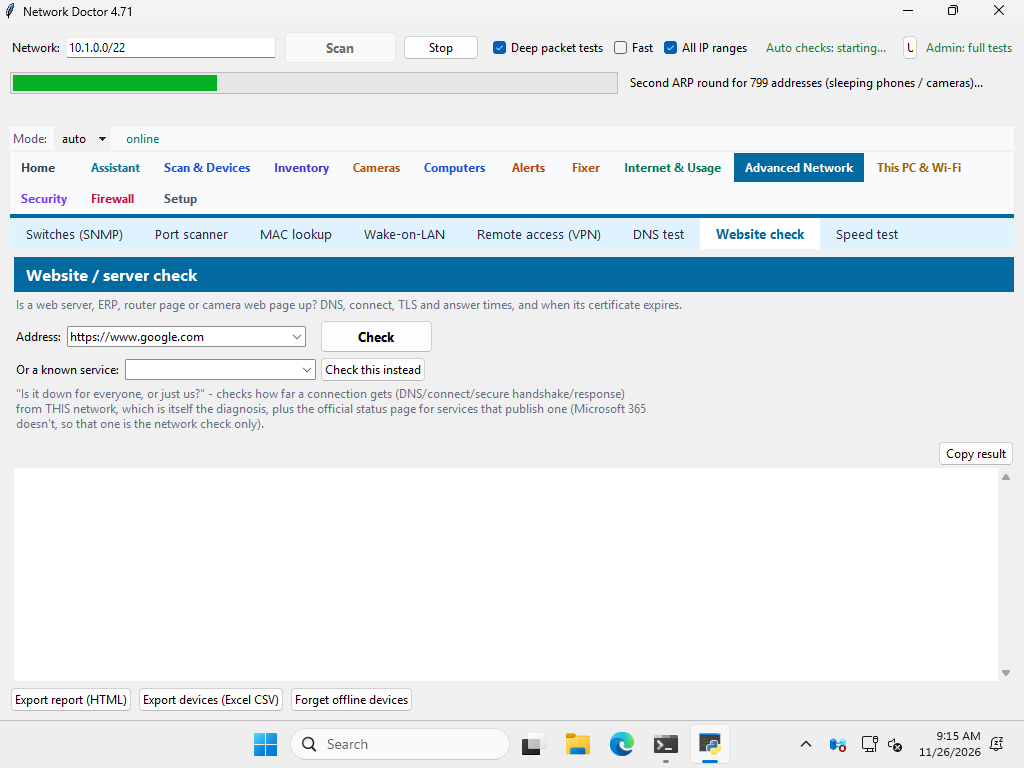 Network Doctor 4.71
Network: 10.1.0.0/22 Scan Stop Deep packet tests Fast All IP ranges Auto checks: starting... Admin: full tests
Second ARP round for 799 addresses (sleeping phones / cameras)...
Mode: auto online
Home Assistant Scan & Devices Inventory Cameras Computers Alerts Fixer Internet & Usage Advanced Network This PC & Wi-Fi
Security Firewall Setup
Switches (SNMP) Port scanner MAC lookup Wake-on-LAN Remote access (VPN) DNS test Website check Speed test
Website / server check
Is a web server, ERP, router page or camera web page up? DNS, connect, TLS and answer times, and when its certificate expires.
Address: https://www.google.com Check
Or a known service: Check this instead
"Is it down for everyone, or just us?" - checks how far a connection gets (DNS/connect/secure handshake/response)
from THIS network, which is itself the diagnosis, plus the official status page for services that publish one (Microsoft 365
doesn't, so that one is the network check only).
Copy result
Export report (HTML) Export devices (Excel CSV) Forget offline devices
Search
9:15 AM
11/26/2026